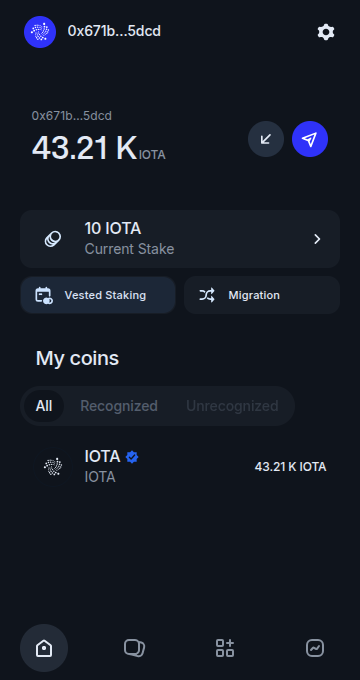 0x671b...5dcd
0x671b...5dcd
43.21 K IOTA
10 IOTA
Current Stake
Vested Staking
Migration
My coins
All
Recognized
Unrecognized
IOTA
43.21 K IOTA
IOTA